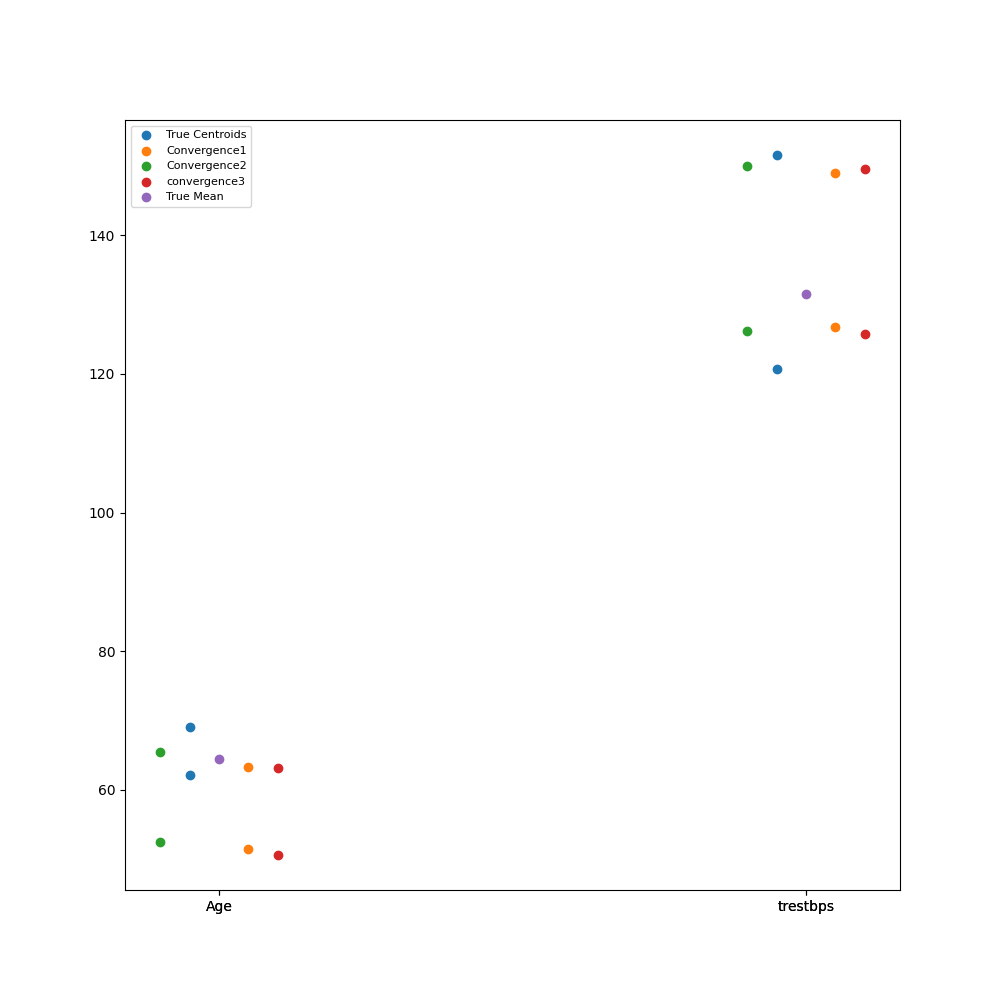 True Centroids
Convergence1
Convergence2
convergence3
True Mean
140
120
100
80
60
Age trestbps